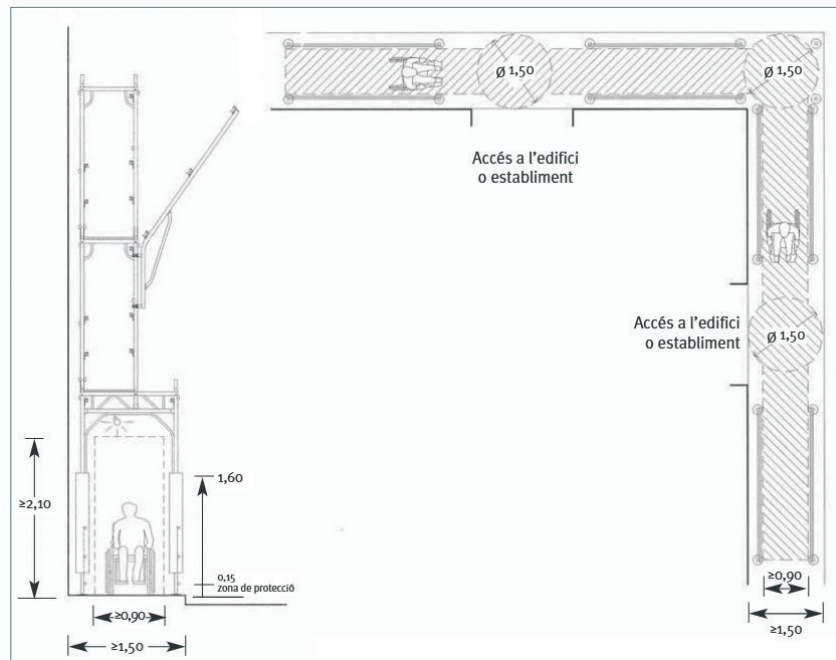 Ø 1,50
Ø 1,50
Accés a l'edifici
o establiment
Accés a l'edifici
o establiment
Ø 1,50
≥2,10
1,60
0,15
zona de protecció
≥0,90
≥1,50
≥0,90
≥1,50